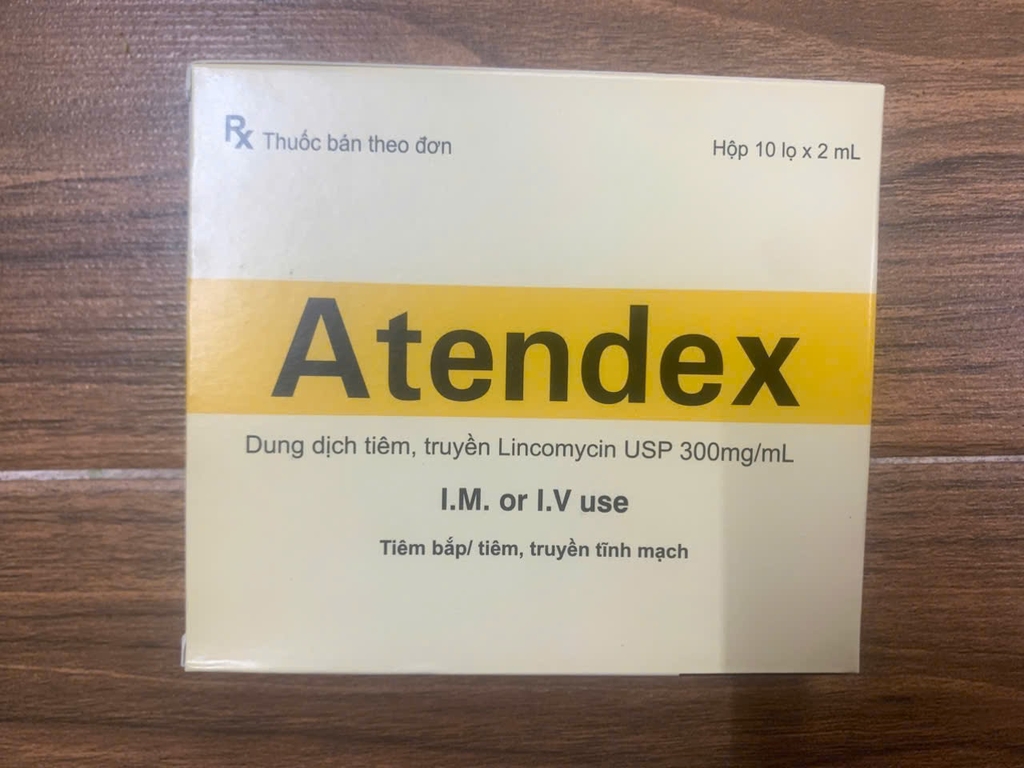 Rx Thuốc bán theo đơn
Hộp 10 lọ x 2 mL
Atendex
Dung dịch tiêm, truyền Lincomycin USP 300mg/mL
I.M. or I.V use
Tiêm bắp/ tiêm, truyền tĩnh mạch